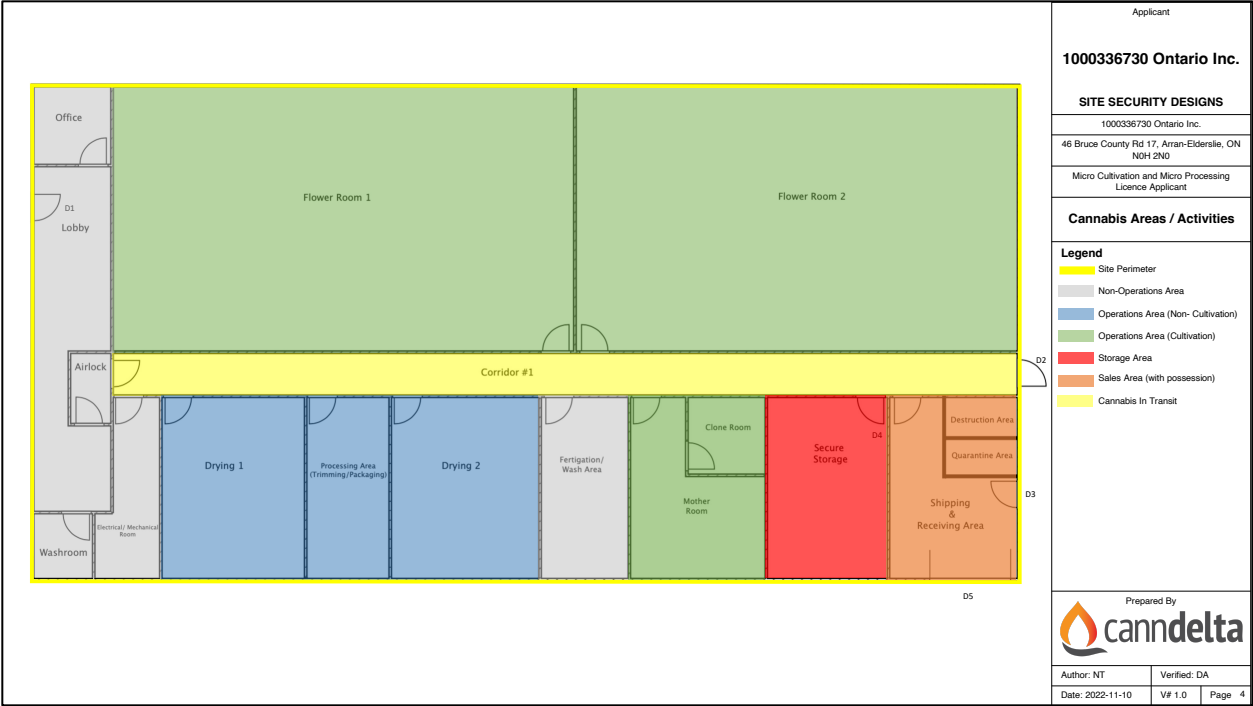 Office
D1
Lobby
Flower Room 1
Flower Room 2
Airlock
Corridor #1
D2
Drying 1
Processing Area
(Trimming/Packaging)
Drying 2
Fertigation/
Wash Area
Clone Room
Mother
Room
D4
Secure
Storage
Destruction Area
Quarantine Area
D3
Shipping
&
Receiving Area
Electrical/ Mechanical
Room
Washroom
D5
Applicant
1000336730 Ontario Inc.
SITE SECURITY DESIGNS
1000336730 Ontario Inc.
46 Bruce County Rd 17, Arran-Elderslie, ON
N0H 2N0
Micro Cultivation and Micro Processing
Licence Applicant
Cannabis Areas / Activities
Legend
Site Perimeter
Non-Operations Area
Operations Area (Non- Cultivation)
Operations Area (Cultivation)
Storage Area
Sales Area (with possession)
Cannabis In Transit
Prepared By
canndelta
Author: NT
Verified: DA
Date: 2022-11-10
V# 1.0
Page 4